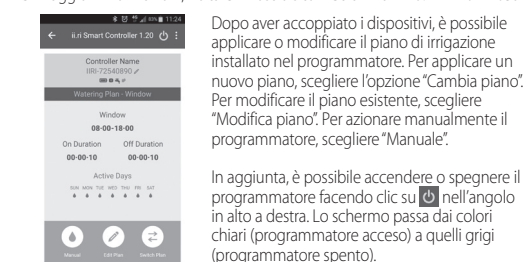 11:24
ii.ri Smart Controller 1.20
Controller Name
IIRI-72540890
Watering Plan - Window
Window
08-00-18-00
On Duration Off Duration
00-00-10 00-00-10
Active Days
SUN MON TUE WED THU FRI SAT
Manual Edit Plan Switch Plan
Dopo aver accoppiato i dispositivi, è possibile
applicare o modificare il piano di irrigazione
installato nel programmatore. Per applicare un
nuovo piano, scegliere l’opzione “Cambia piano”.
Per modificare il piano esistente, scegliere
“Modifica piano”. Per azionare manualmente il
programmatore, scegliere “Manuale”.
In aggiunta, è possibile accendere o spegnere il
programmatore facendo clic su nell’angolo
in alto a destra. Lo schermo passa dai colori
chiari (programmatore acceso) a quelli grigi
(programmatore spento).